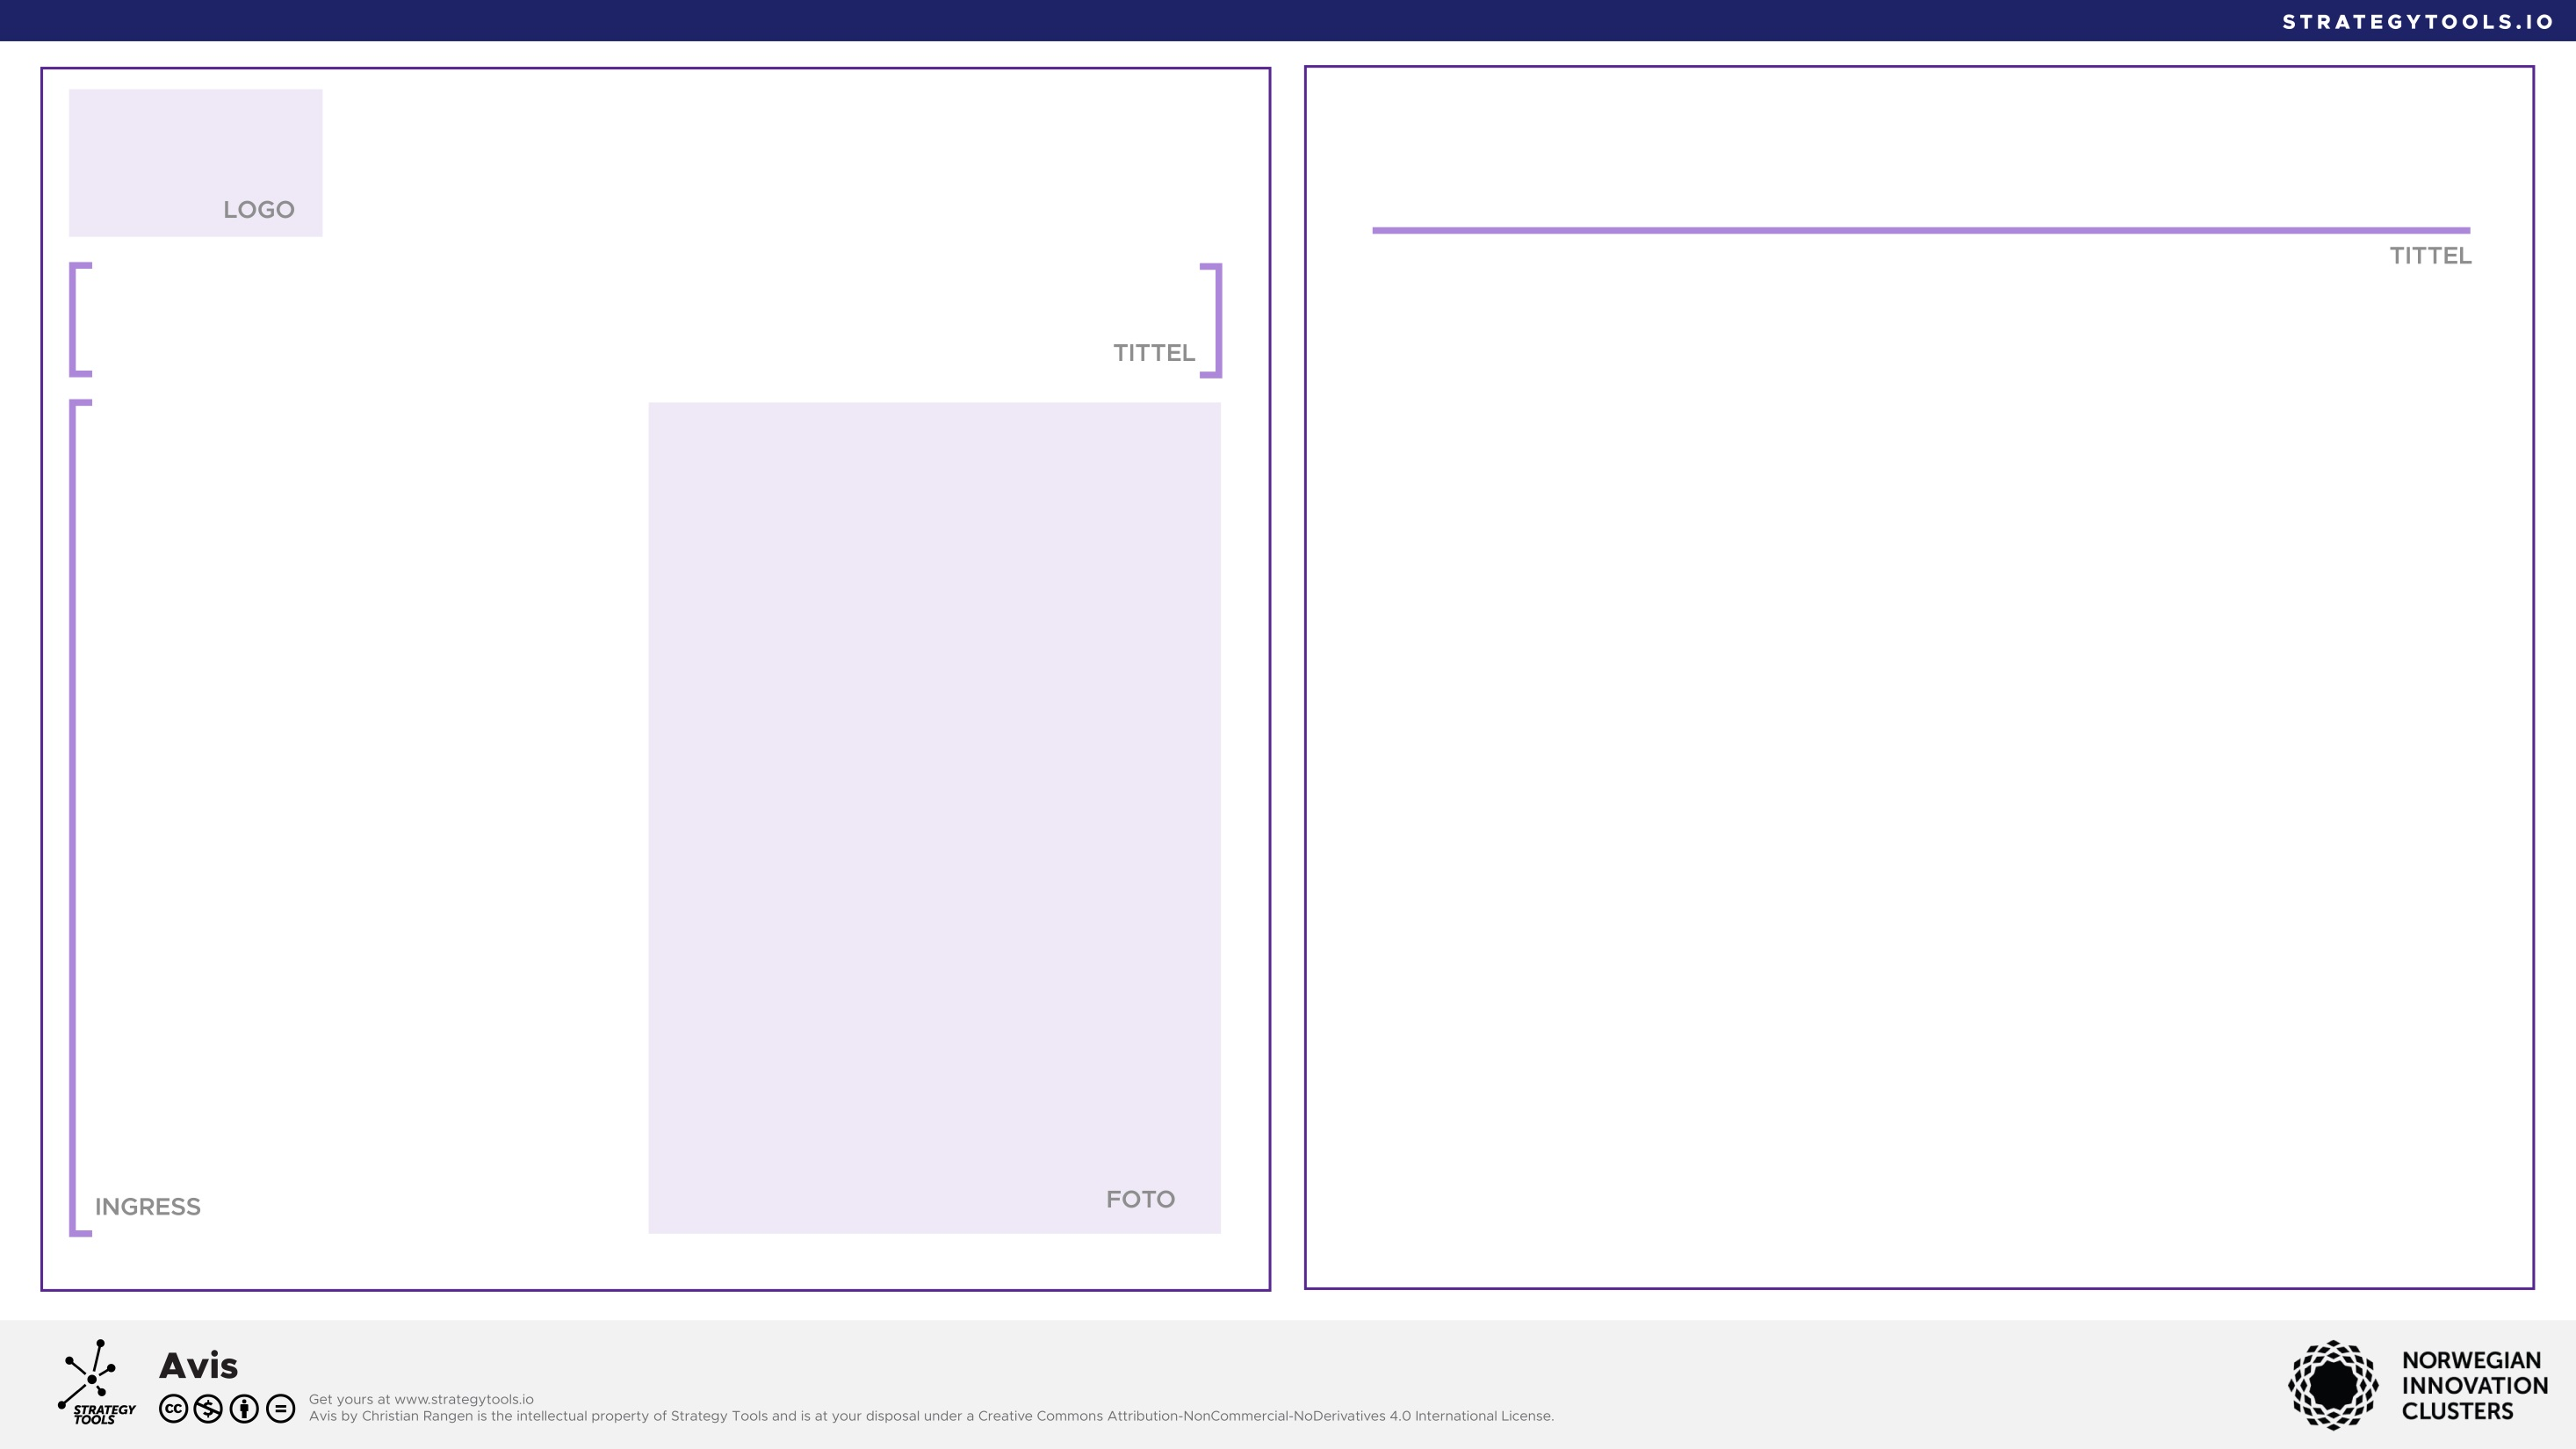 STRATEGYTOOLS.IO
LOGO
TITTEL
INGRESS
FOTO
TITTEL
STRATEGY
TOOLS
Avis
cc
Get yours at www.strategytools.io
Avis by Christian Rangen is the intellectual property of Strategy Tools and is at your disposal under a Creative Commons Attribution-NonCommercial-NoDerivatives 4.0 International License.
NORWEGIAN
INNOVATION
CLUSTERS